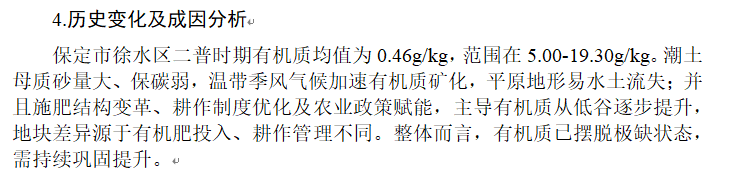 4.历史变化及成因分析
保定市徐水区二普时期有机质均值为 0.46g/kg，范围在 5.00-19.30g/kg。潮土
母质砂量大、保碳弱，温带季风气候加速有机质矿化，平原地形易水土流失；并
且施肥结构变革、耕作制度优化及农业政策赋能，主导有机质从低谷逐步提升，
地块差异源于有机肥投入、耕作管理不同。整体而言，有机质已摆脱极缺状态，
需持续巩固提升。